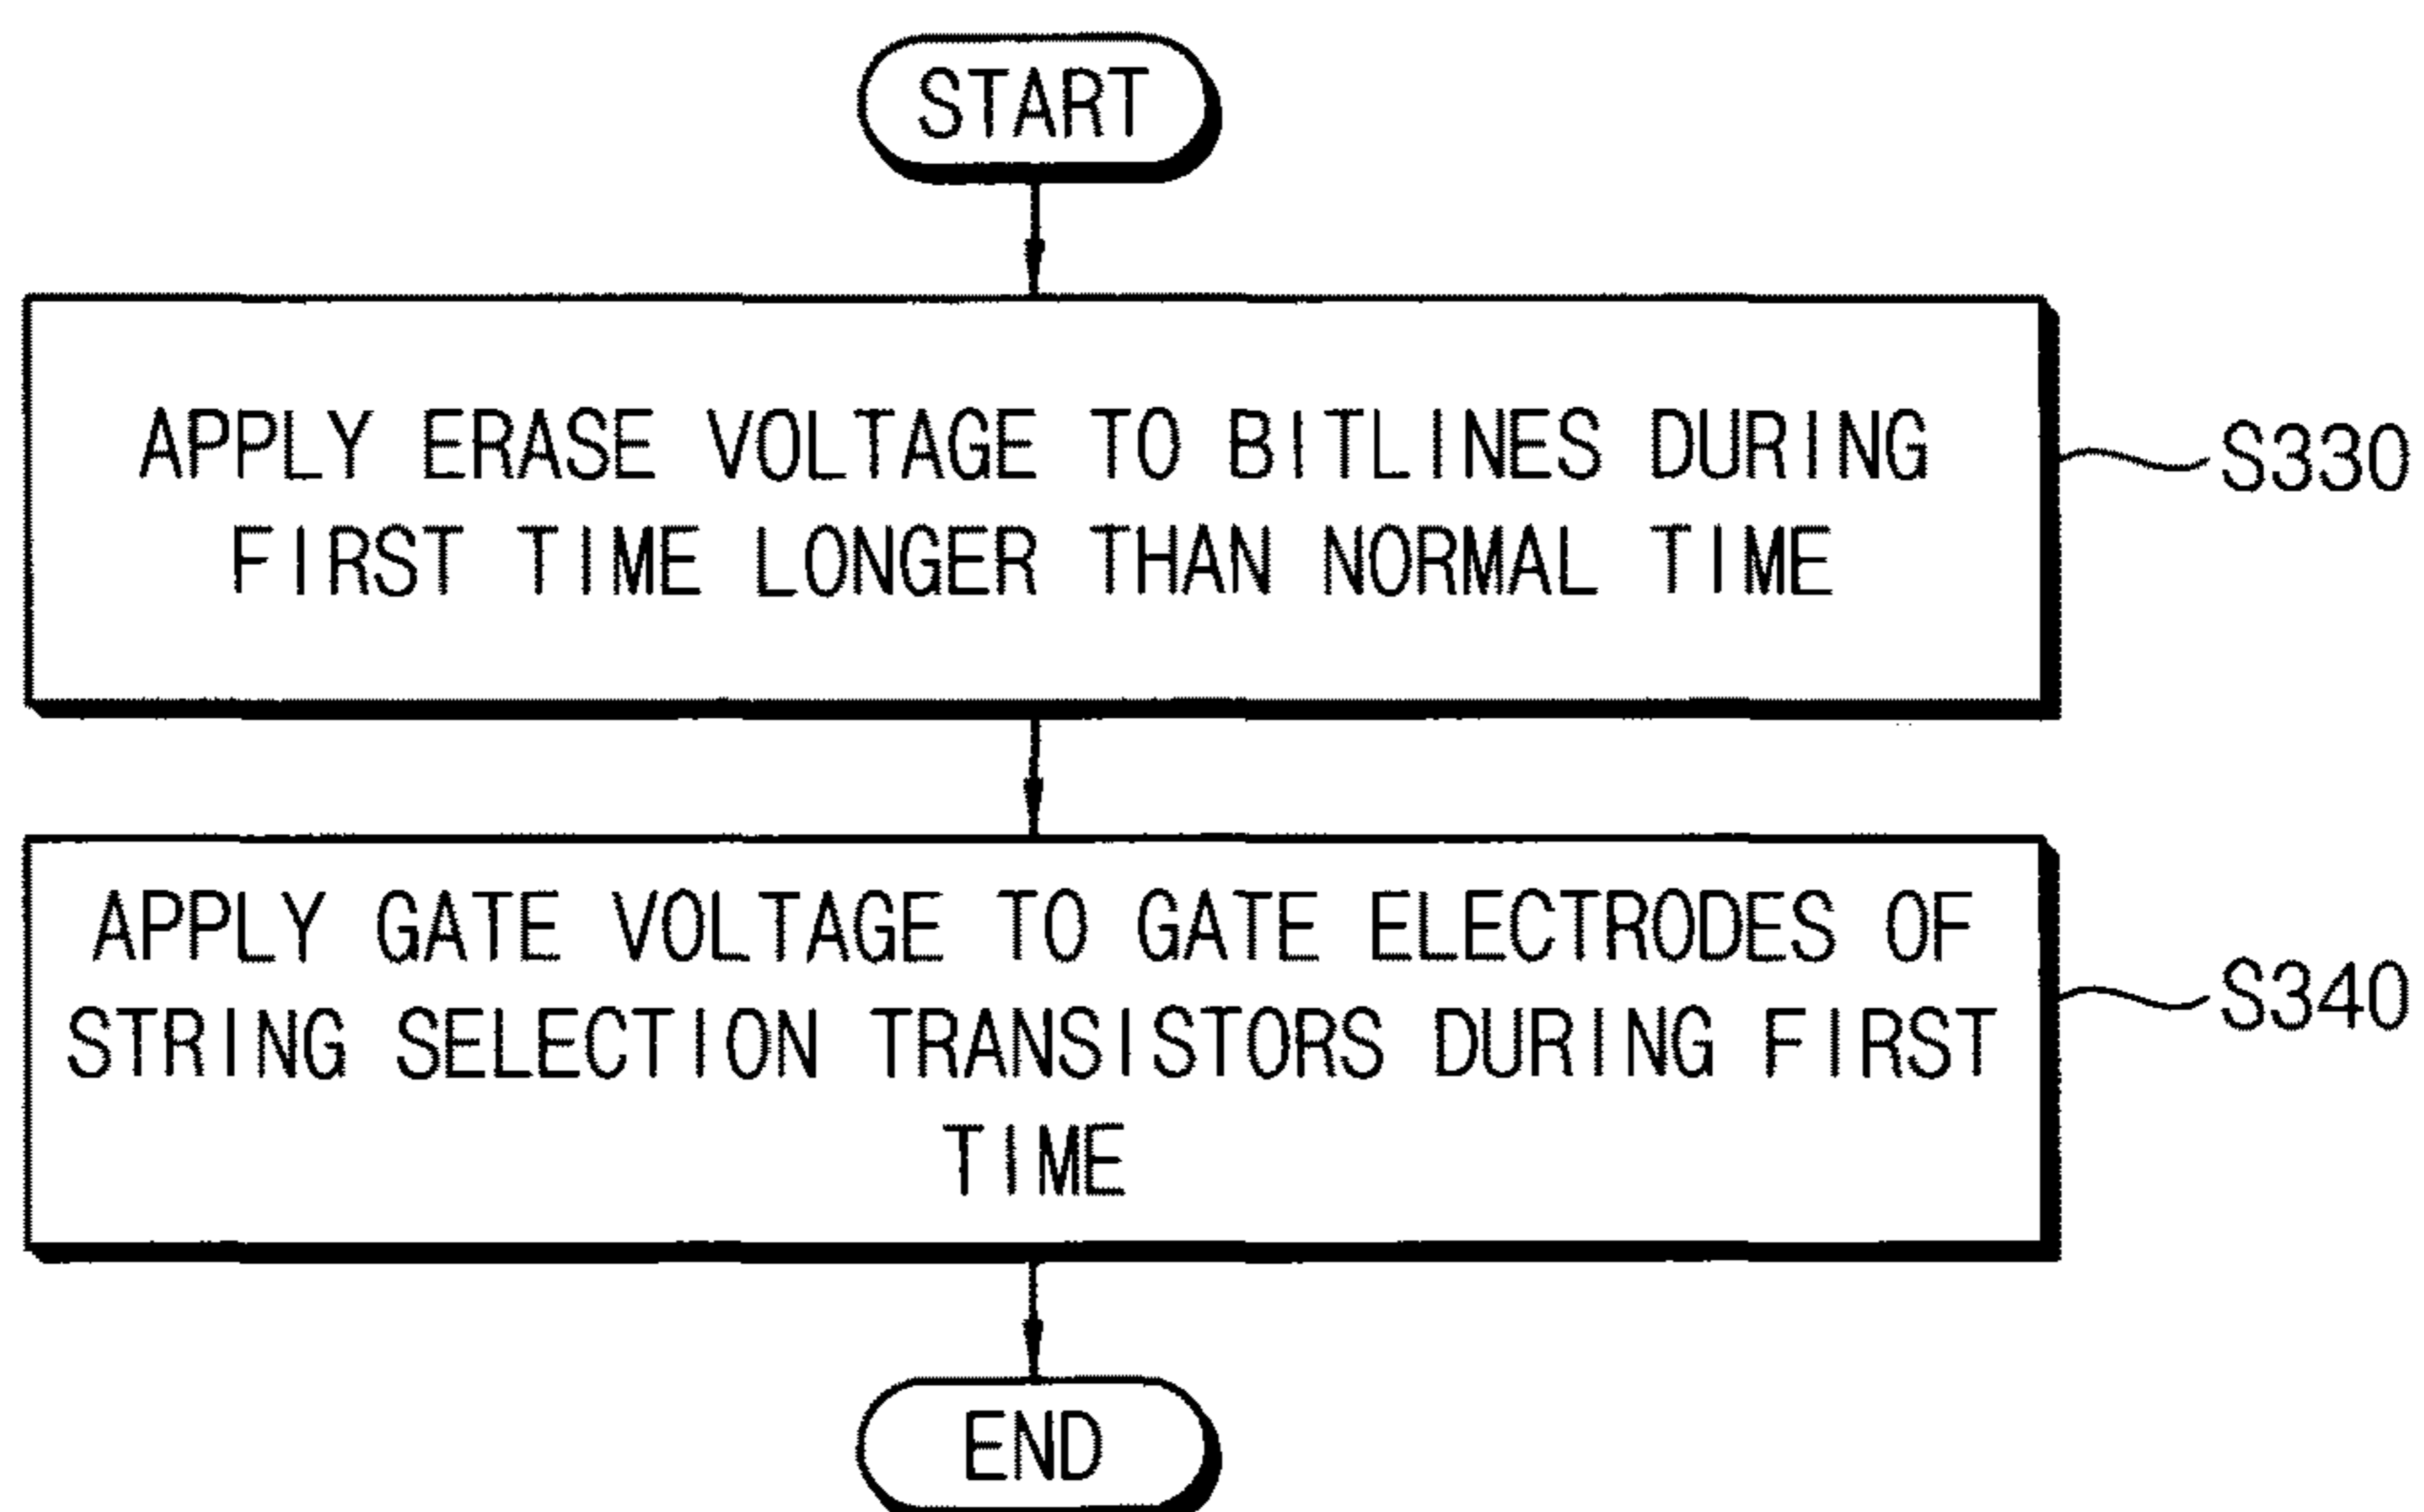 START
APPLY ERASE VOLTAGE TO BITLINES DURING
FIRST TIME LONGER THAN NORMAL TIME
S330
APPLY GATE VOLTAGE TO GATE ELECTRODES OF
STRING SELECTION TRANSISTORS DURING FIRST
TIME
S340
END